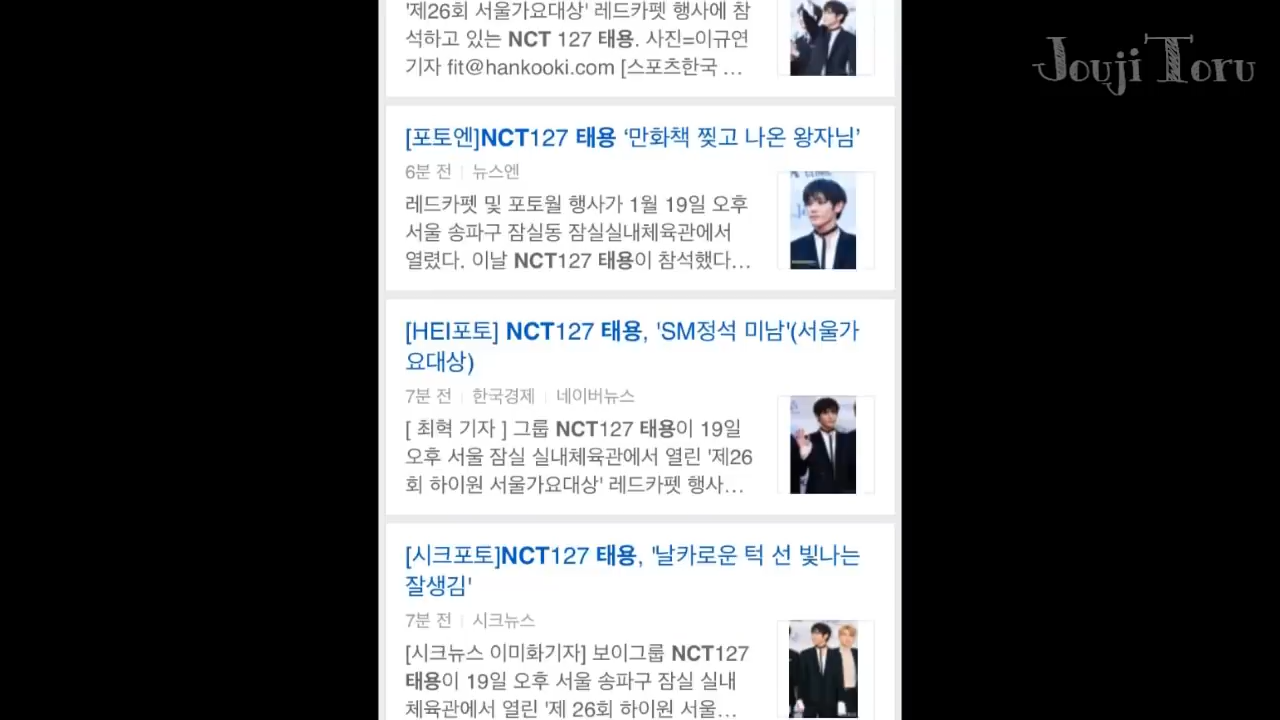 '제26회 서울가요대상' 레드카펫 행사에 참
석하고 있는 NCT 127 태용. 사진=이규연
기자 fit@hankooki.com [스포츠한국 ...
Jouji Toru
[포토엔]NCT127 태용 ‘만화책 찢고 나온 왕자님’
6분 전 | 뉴스엔
레드카펫 및 포토월 행사가 1월 19일 오후
서울 송파구 잠실동 잠실실내체육관에서
열렸다. 이날 NCT127 태용이 참석했다...
[HEI포토] NCT127 태용, 'SM정석 미남'(서울가
요대상)
7분 전 | 한국경제 | 네이버뉴스
[ 최혁 기자 ] 그룹 NCT127 태용이 19일
오후 서울 잠실 실내체육관에서 열린 '제26
회 하이원 서울가요대상' 레드카펫 행사...
[시크포토]NCT127 태용, '날카로운 턱 선 빛나는
잘생김'
7분 전 | 시크뉴스
[시크뉴스 이미화기자] 보이그룹 NCT127
태용이 19일 오후 서울 송파구 잠실 실내
체육관에서 열린 '제 26회 하이원 서울...